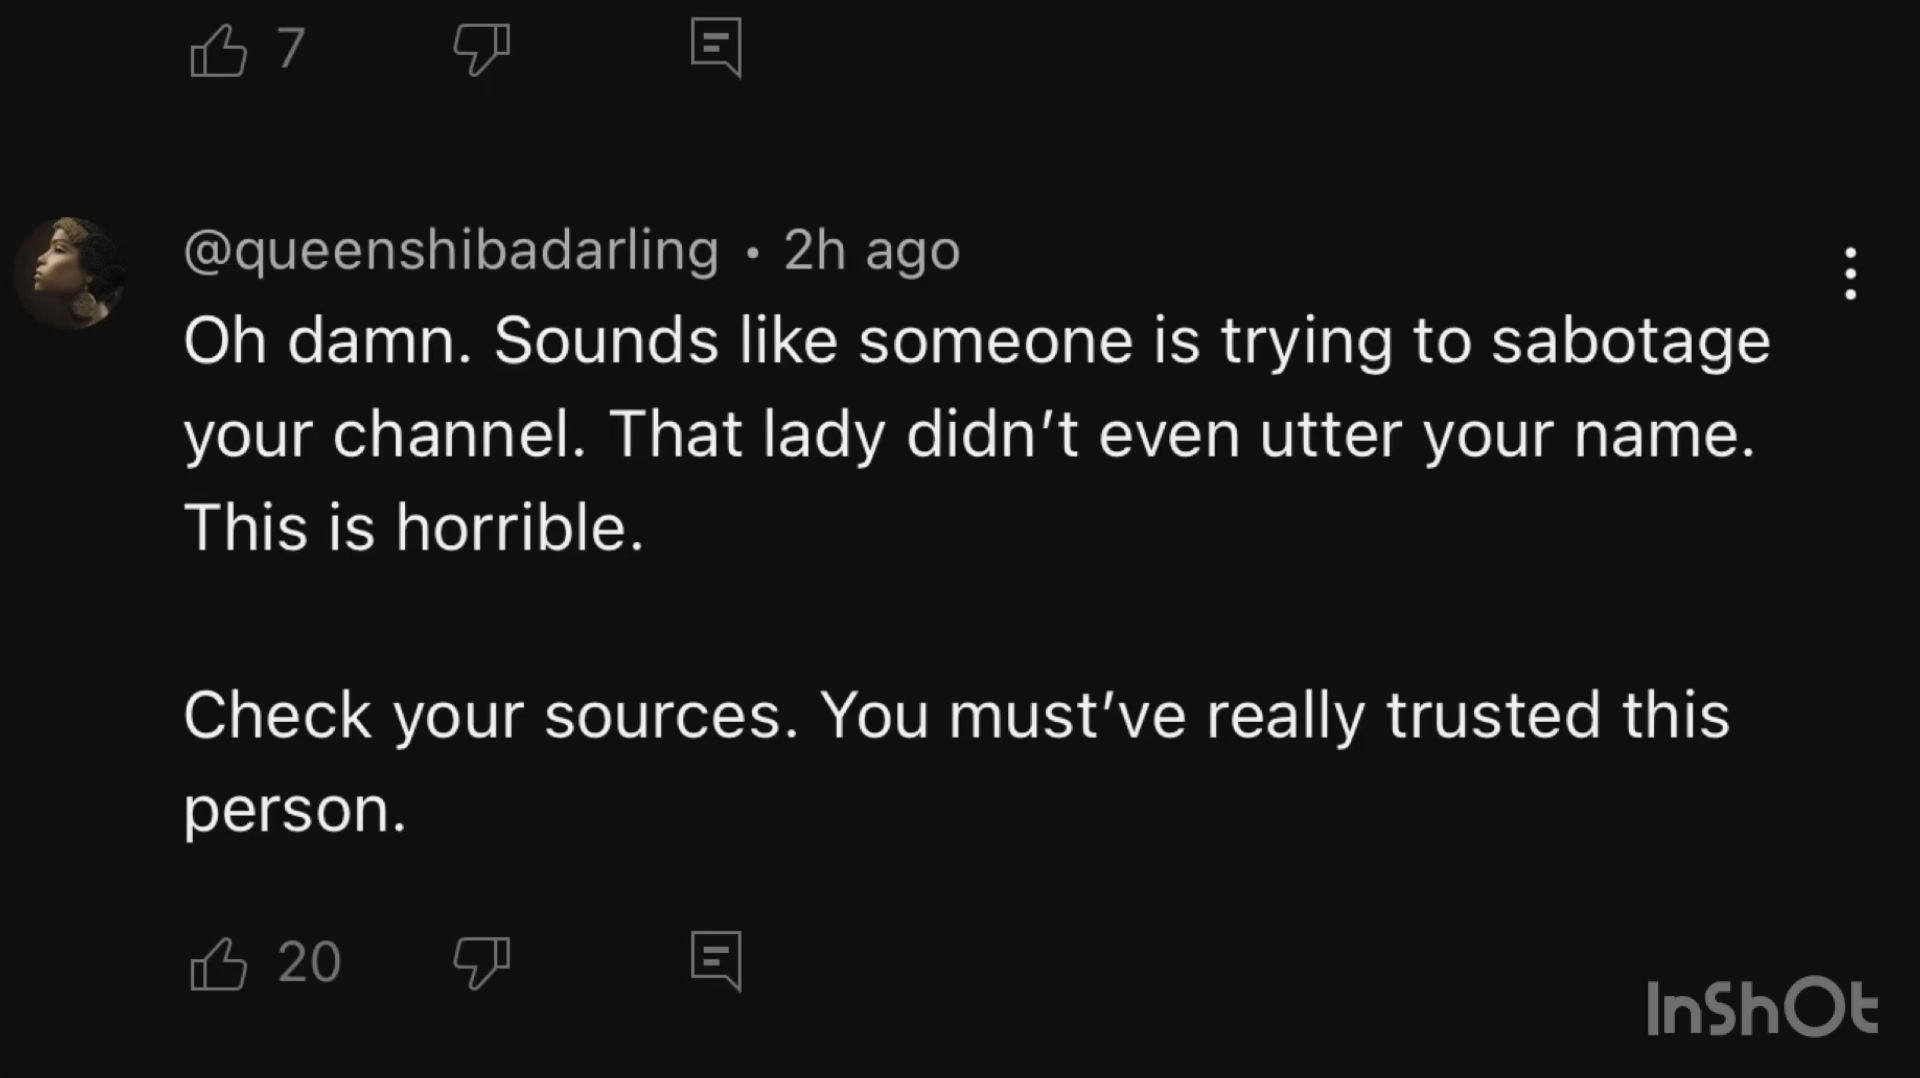 7
@queenshibadarling • 2h ago
Oh damn. Sounds like someone is trying to sabotage
your channel. That lady didn’t even utter your name.
This is horrible.
Check your sources. You must’ve really trusted this
person.
20
InShOt